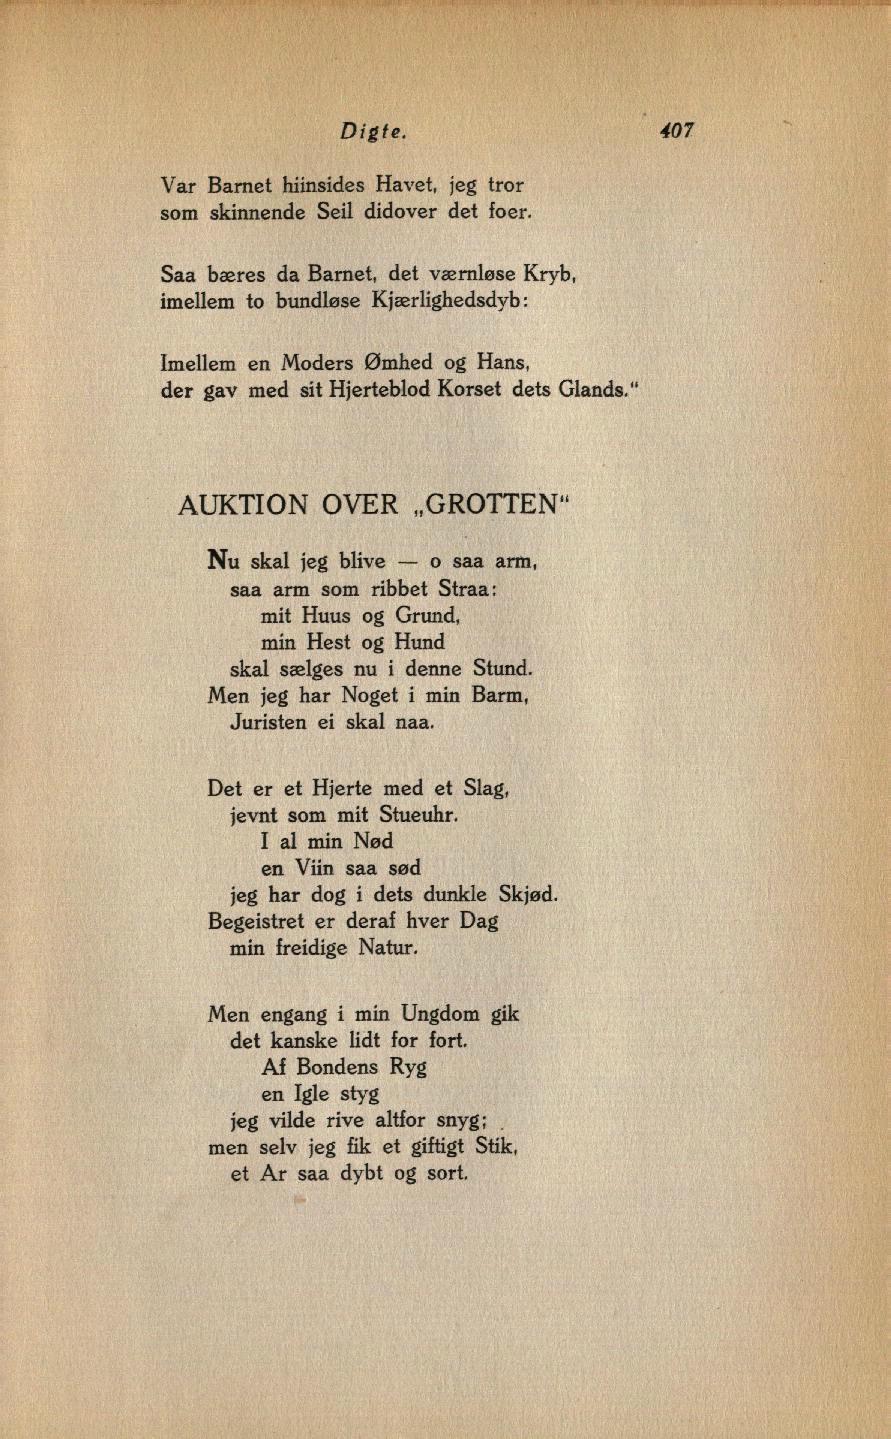 Digte. 407
Var Barnet hiinsides Havet, jeg tror
som skinnende Seil didover det foer.
Saa bæres da Barnet, det værnløse Kryb,
imellem to bundløse Kjærlighedsdyb:
Imellem en Moders Ømhed og Hans,
der gav med sit Hjerteblod Korset dets Glands.“
AUKTION OVER „GROTTEN“
Nu skal jeg blive — o saa arm,
saa arm som ribbet Straa:
mit Huus og Grund,
min Hest og Hund
skal sælges nu i denne Stund.
Men jeg har Noget i min Barm,
Juristen ei skal naa.
Det er et Hjerte med et Slag,
jevnt som mit Stueuhr.
I al min Nød
en Viin saa sød
jeg har dog i dets dunkle Skjød.
Begeistret er deraf hver Dag
min freidige Natur.
Men engang i min Ungdom gik
det kanske lidt for fort.
Af Bondens Ryg
en Igle styg
jeg vilde rive altfor snyg;
men selv jeg fik et giftigt Stik,
et Ar saa dybt og sort.